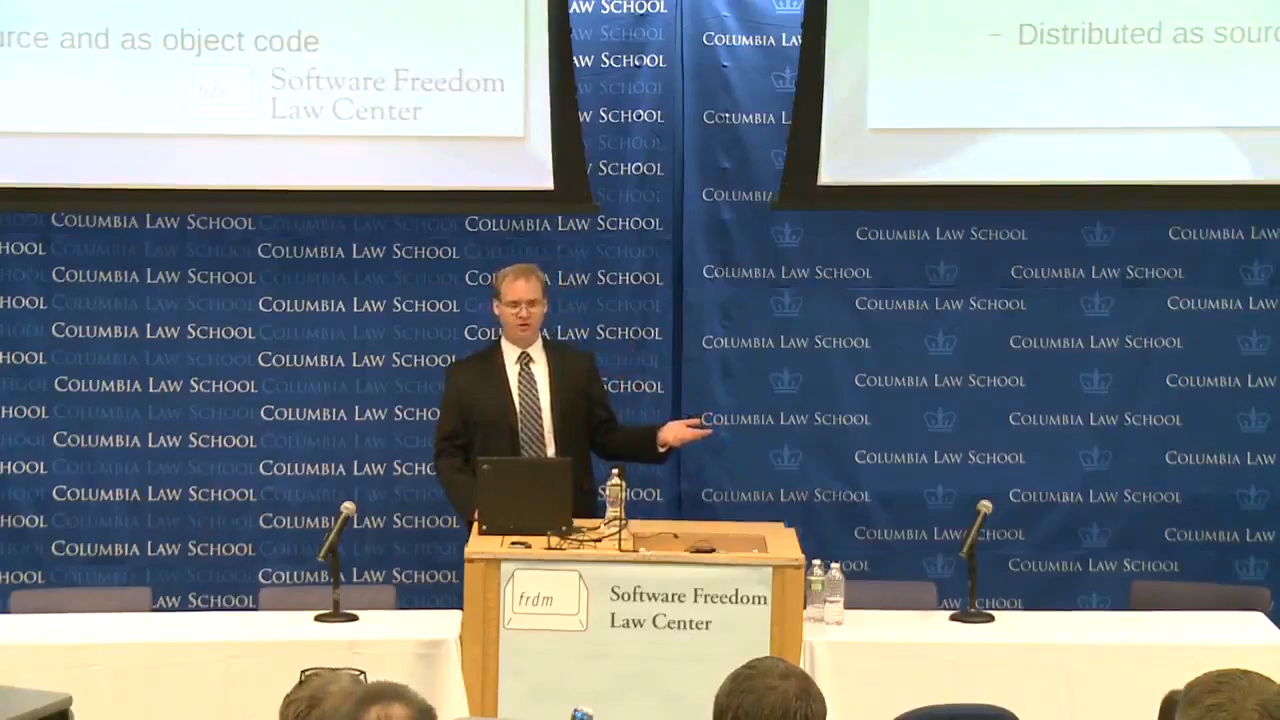 urce and as object code
Software Freedom
Law Center
– Distributed as sourc
COLUMBIA LAW SCHOOL
frdm
Software Freedom
Law Center